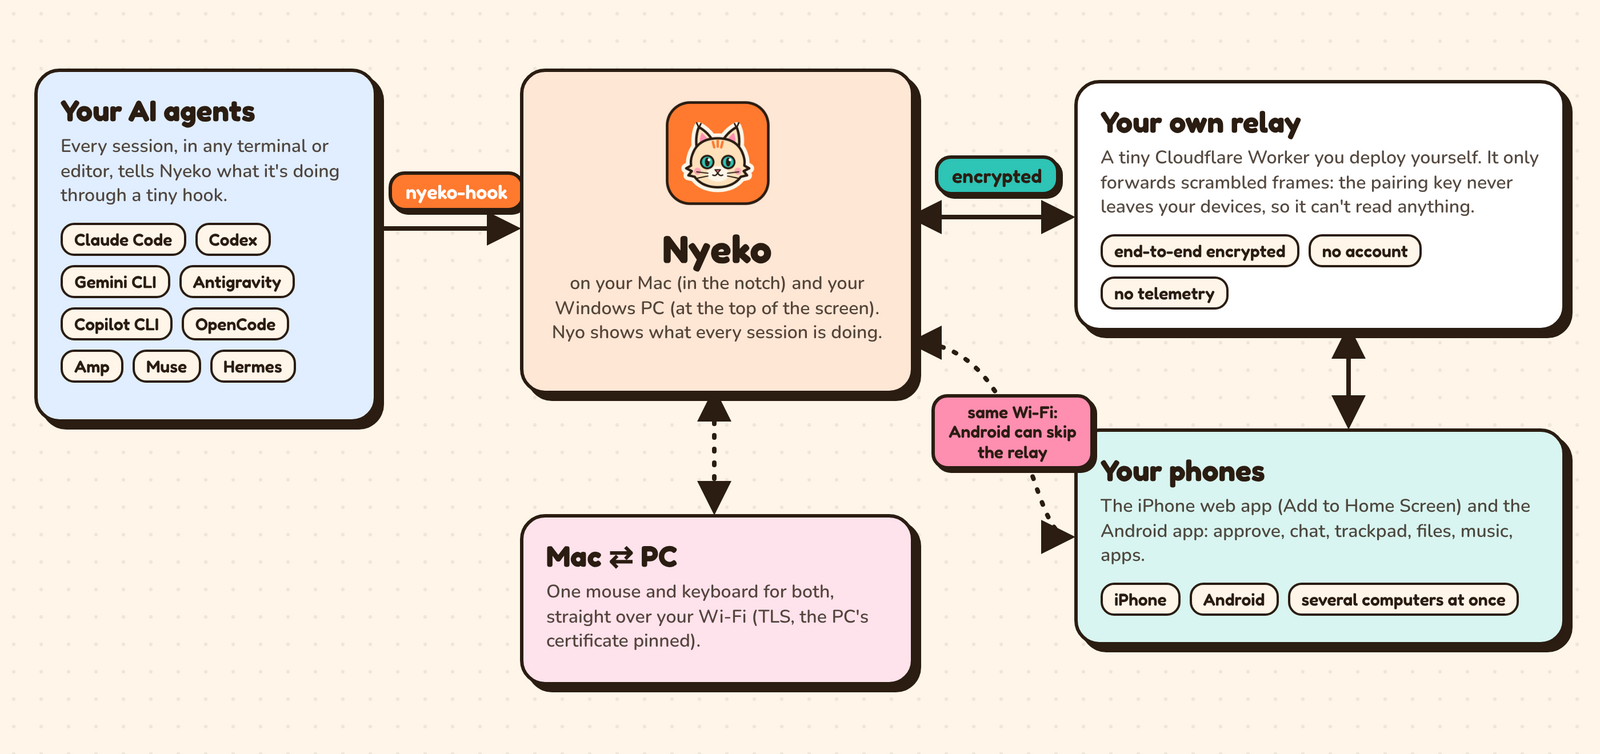 Your AI agents
Every session, in any terminal or
editor, tells Nyeko what it's doing
through a tiny hook.
Claude Code
Codex
Gemini CLI
Antigravity
Copilot CLI
OpenCode
Amp
Muse
Hermes
nyeko-hook
Nyeko
on your Mac (in the notch) and your
Windows PC (at the top of the screen).
Nyo shows what every session is doing.
encrypted
Your own relay
A tiny Cloudflare Worker you deploy yourself. It only
forwards scrambled frames: the pairing key never
leaves your devices, so it can't read anything.
end-to-end encrypted
no account
no telemetry
same Wi-Fi:
Android can skip
the relay
Mac ⇄ PC
One mouse and keyboard for both,
straight over your Wi-Fi (TLS, the PC's
certificate pinned).
Your phones
The iPhone web app (Add to Home Screen) and the
Android app: approve, chat, trackpad, files, music,
apps.
iPhone
Android
several computers at once